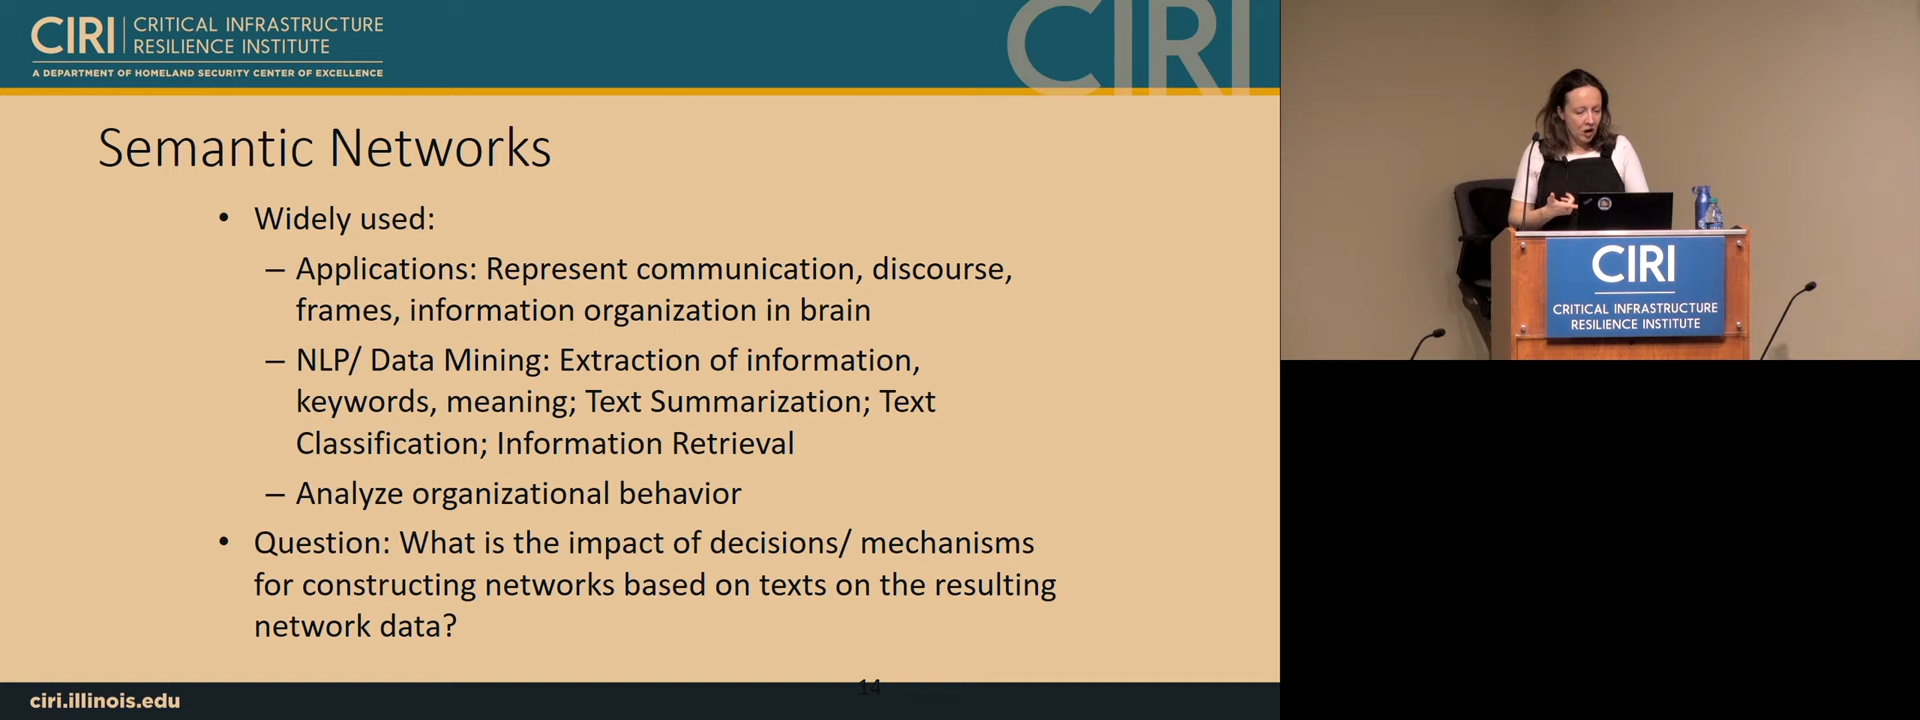 CIRI
CRITICAL INFRASTRUCTURE
RESILIENCE INSTITUTE
A DEPARTMENT OF HOMELAND SECURITY CENTER OF EXCELLENCE
CIRI
Semantic Networks
• Widely used:
– Applications: Represent communication, discourse,
frames, information organization in brain
– NLP/ Data Mining: Extraction of information,
keywords, meaning; Text Summarization; Text
Classification; Information Retrieval
– Analyze organizational behavior
• Question: What is the impact of decisions/ mechanisms
for constructing networks based on texts on the resulting
network data?
14
ciri.illinois.edu
CIRI
CRITICAL INFRASTRUCTURE
RESILIENCE INSTITUTE